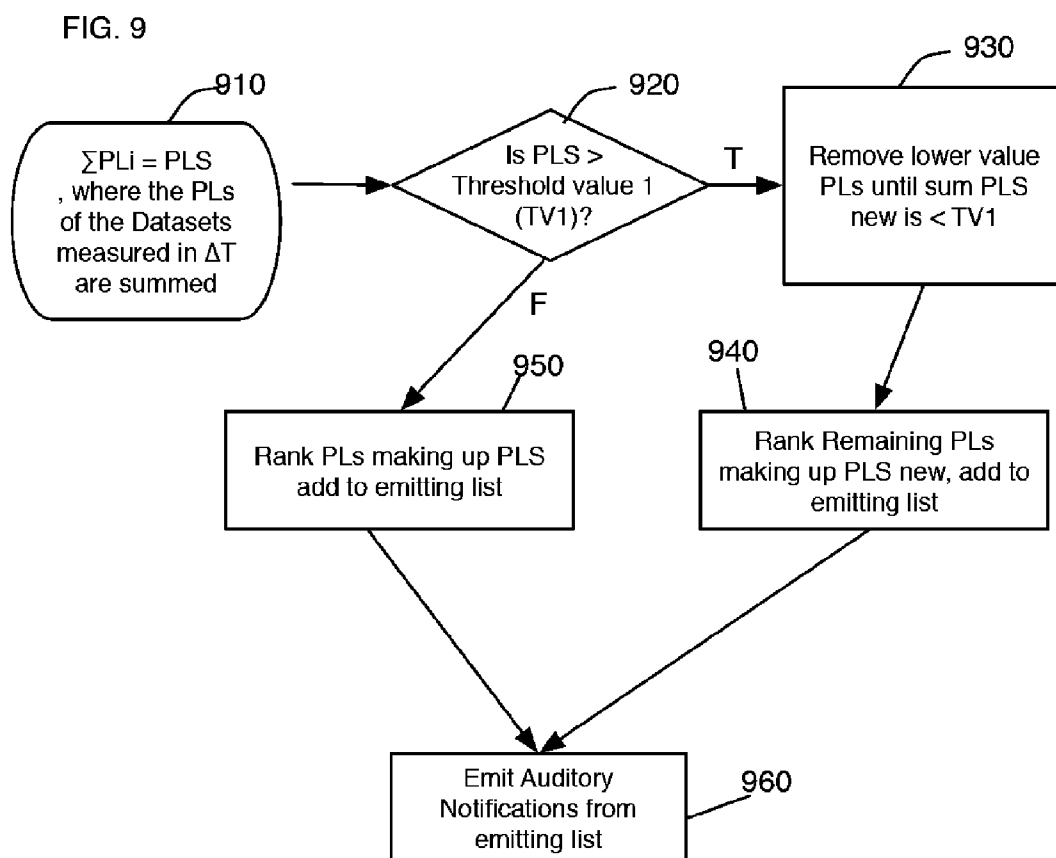 FIG. 9
910
∑PLi = PLS
, where the PLs
of the Datasets
measured in ΔT
are summed
920
Is PLS >
Threshold value 1
(TV1)?
T
F
930
Remove lower value
PLs until sum PLS
new is < TV1
950
Rank PLs making up PLS
add to emitting list
940
Rank Remaining PLs
making up PLS new, add to
emitting list
Emit Auditory
Notifications from
emitting list
960